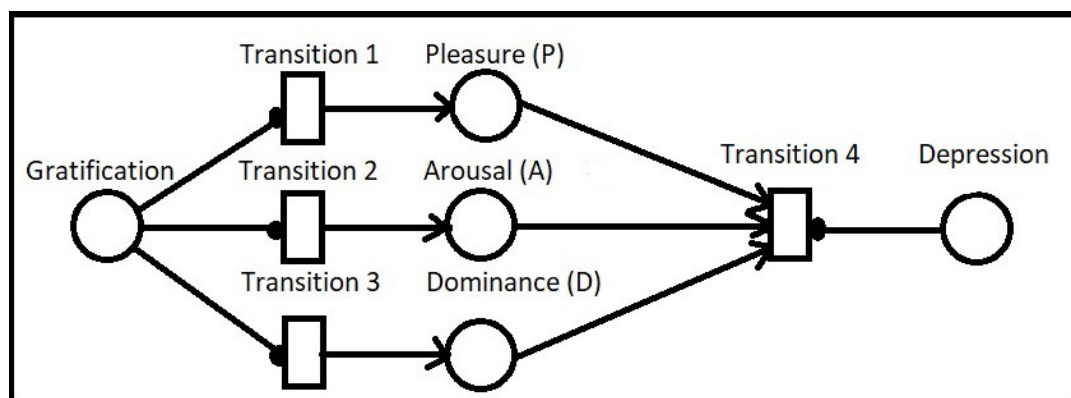 Transition 1
Pleasure (P)
Gratification
Transition 2
Arousal (A)
Transition 4
Depression
Transition 3
Dominance (D)